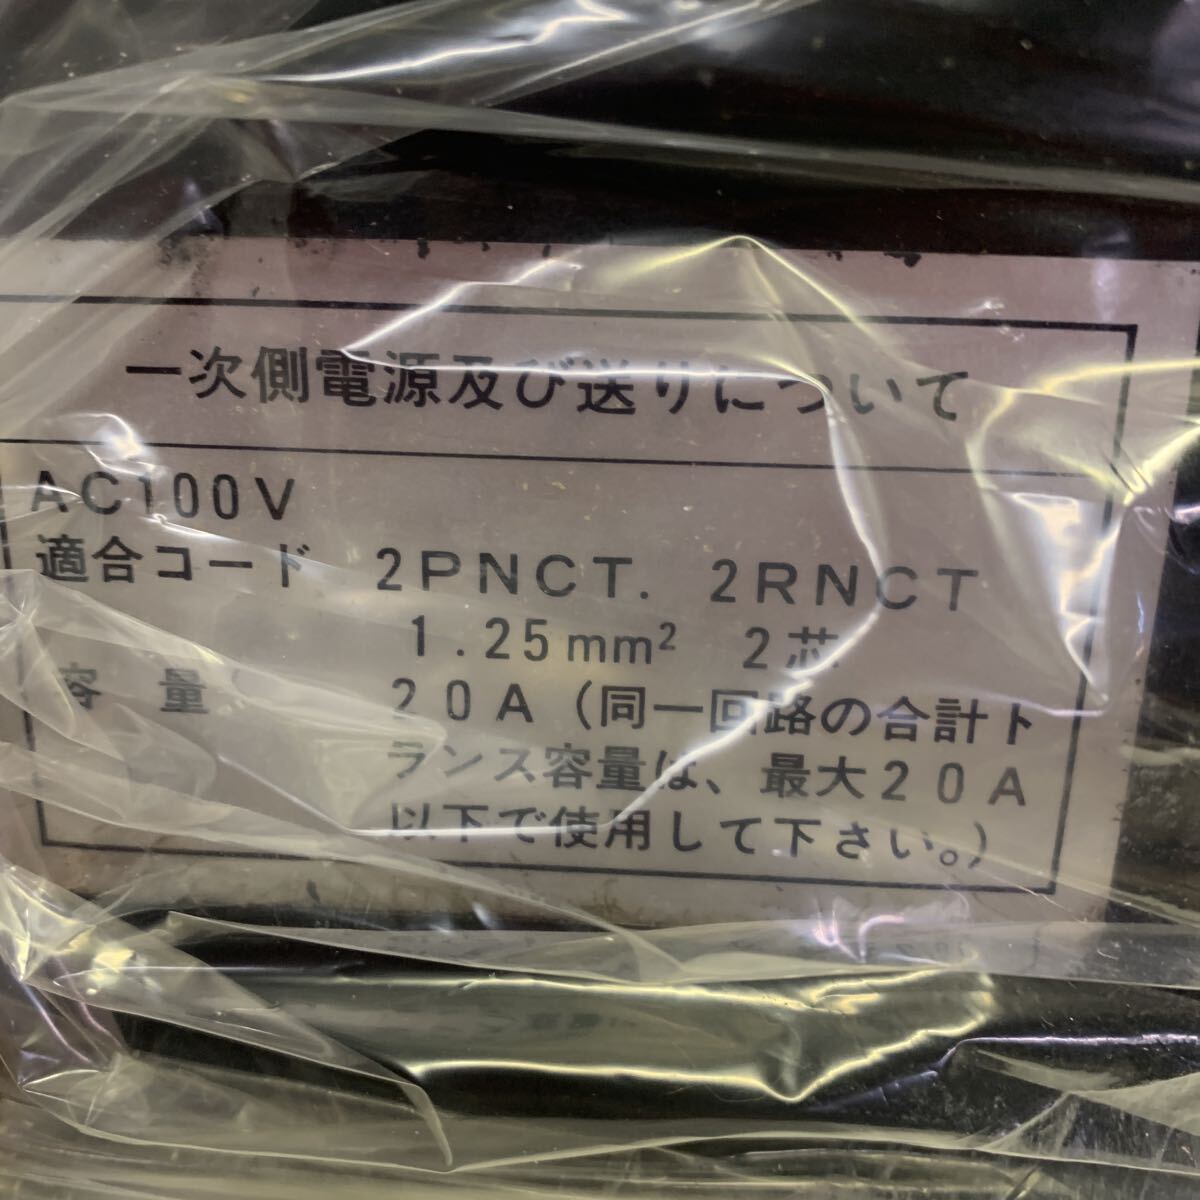 一次側電源及び送りについて
AC100V
適合コード 2PNCT. 2RNCT
1.25mm² 2芯
容量 20A(同一回路の合計ト
ランス容量は、最大20A
以下で使用して下さい。)